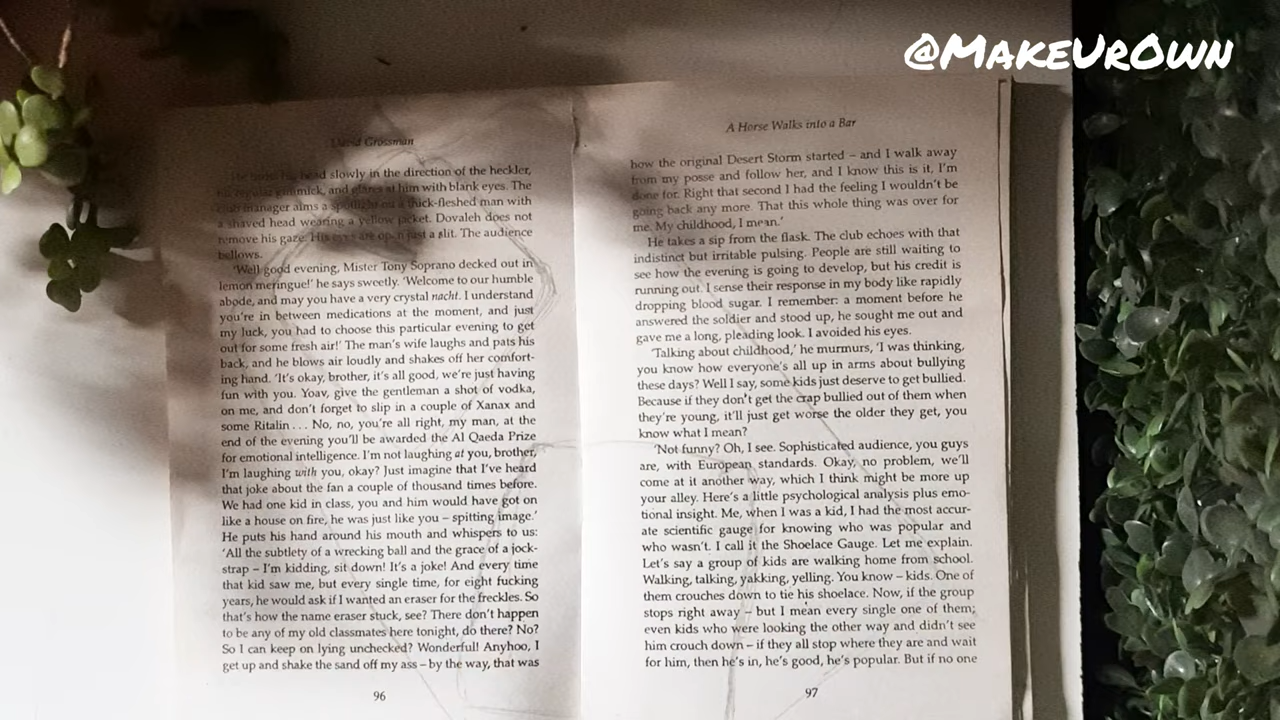 @MakeUrOwn
David Grossman
head slowly in the direction of the heckler,
gimmick, and glares at him with blank eyes. The
manager aims a spotlight on a thick-fleshed man with
a shaved head wearing a yellow jacket. Dovaleh does not
remove his gaze. His eyes are open just a slit. The audience
bellows.
'Well good evening, Mister Tony Soprano decked out in
lemon meringue!' he says sweetly. 'Welcome to our humble
abode, and may you have a very crystal nacht. I understand
you're in between medications at the moment, and just
my luck, you had to choose this particular evening to get
out for some fresh air!' The man's wife laughs and pats his
back, and he blows air loudly and shakes off her comfort-
ing hand. 'It's okay, brother, it's all good, we're just having
fun with you. Yoav, give the gentleman a shot of vodka,
on me, and don't forget to slip in a couple of Xanax and
some Ritalin . . . No, no, you're all right, my man, at the
end of the evening you'll be awarded the Al Qaeda Prize
for emotional intelligence. I'm not laughing at you, brother,
I'm laughing with you, okay? Just imagine that I've heard
that joke about the fan a couple of thousand times before.
We had one kid in class, you and him would have got on
like a house on fire, he was just like you – spitting image.'
He puts his hand around his mouth and whispers to us:
'All the subtlety of a wrecking ball and the grace of a jock-
strap – I'm kidding, sit down! It's a joke! And every time
that kid saw me, but every single time, for eight fucking
years, he would ask if I wanted an eraser for the freckles. So
that's how the name eraser stuck, see? There don't happen
to be any of my old classmates here tonight, do there? No?
So I can keep on lying unchecked? Wonderful! Anyhoo, I
get up and shake the sand off my ass – by the way, that was
96
A Horse Walks into a Bar
how the original Desert Storm started – and I walk away
from my posse and follow her, and I know this is it, I'm
done for. Right that second I had the feeling I wouldn't be
going back any more. That this whole thing was over for
me. My childhood, I mean.'
He takes a sip from the flask. The club echoes with that
indistinct but irritable pulsing. People are still waiting to
see how the evening is going to develop, but his credit is
running out. I sense their response in my body like rapidly
dropping blood sugar. I remember: a moment before he
answered the soldier and stood up, he sought me out and
gave me a long, pleading look. I avoided his eyes.
'Talking about childhood,' he murmurs, 'I was thinking,
you know how everyone's all up in arms about bullying
these days? Well I say, some kids just deserve to get bullied.
Because if they don't get the crap bullied out of them when
they're young, it'll just get worse the older they get, you
know what I mean?
'Not funny? Oh, I see. Sophisticated audience, you guys
are, with European standards. Okay, no problem, we'll
come at it another way, which I think might be more up
your alley. Here's a little psychological analysis plus emo-
tional insight. Me, when I was a kid, I had the most accur-
ate scientific gauge for knowing who was popular and
who wasn't. I call it the Shoelace Gauge. Let me explain.
Let's say a group of kids are walking home from school.
Walking, talking, yakking, yelling. You know – kids. One of
them crouches down to tie his shoelace. Now, if the group
stops right away – but I mean every single one of them;
even kids who were looking the other way and didn't see
him crouch down – if they all stop where they are and wait
for him, then he's in, he's good, he's popular. But if no one
97